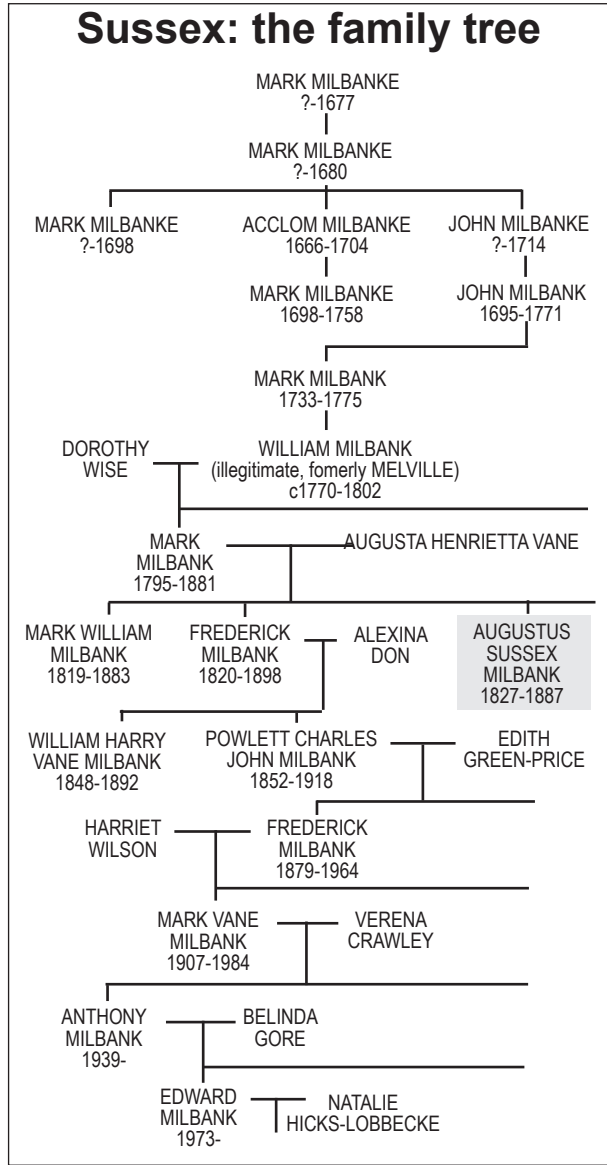 Sussex: the family tree
MARK MILBANKE
?-1677
MARK MILBANKE
?-1680
MARK MILBANKE
?-1698
ACCLOM MILBANKE
1666-1704
JOHN MILBANKE
?-1714
MARK MILBANKE
1698-1758
JOHN MILBANK
1695-1771
MARK MILBANK
1733-1775
DOROTHY
WISE
WILLIAM MILBANK
(illegitimate, fomerly MELVILLE)
c1770-1802
MARK
MILBANK
1795-1881
AUGUSTA HENRIETTA VANE
MARK WILLIAM
MILBANK
1819-1883
FREDERICK
MILBANK
1820-1898
ALEXINA
DON
AUGUSTUS
SUSSEX
MILBANK
1827-1887
WILLIAM HARRY
VANE MILBANK
1848-1892
POWLETT CHARLES
JOHN MILBANK
1852-1918
EDITH
GREEN-PRICE
HARRIET
WILSON
FREDERICK
MILBANK
1879-1964
MARK VANE
MILBANK
1907-1984
VERENA
CRAWLEY
ANTHONY
MILBANK
1939-
BELINDA
GORE
EDWARD
MILBANK
1973-
NATALIE
HICKS-LOBBECKE